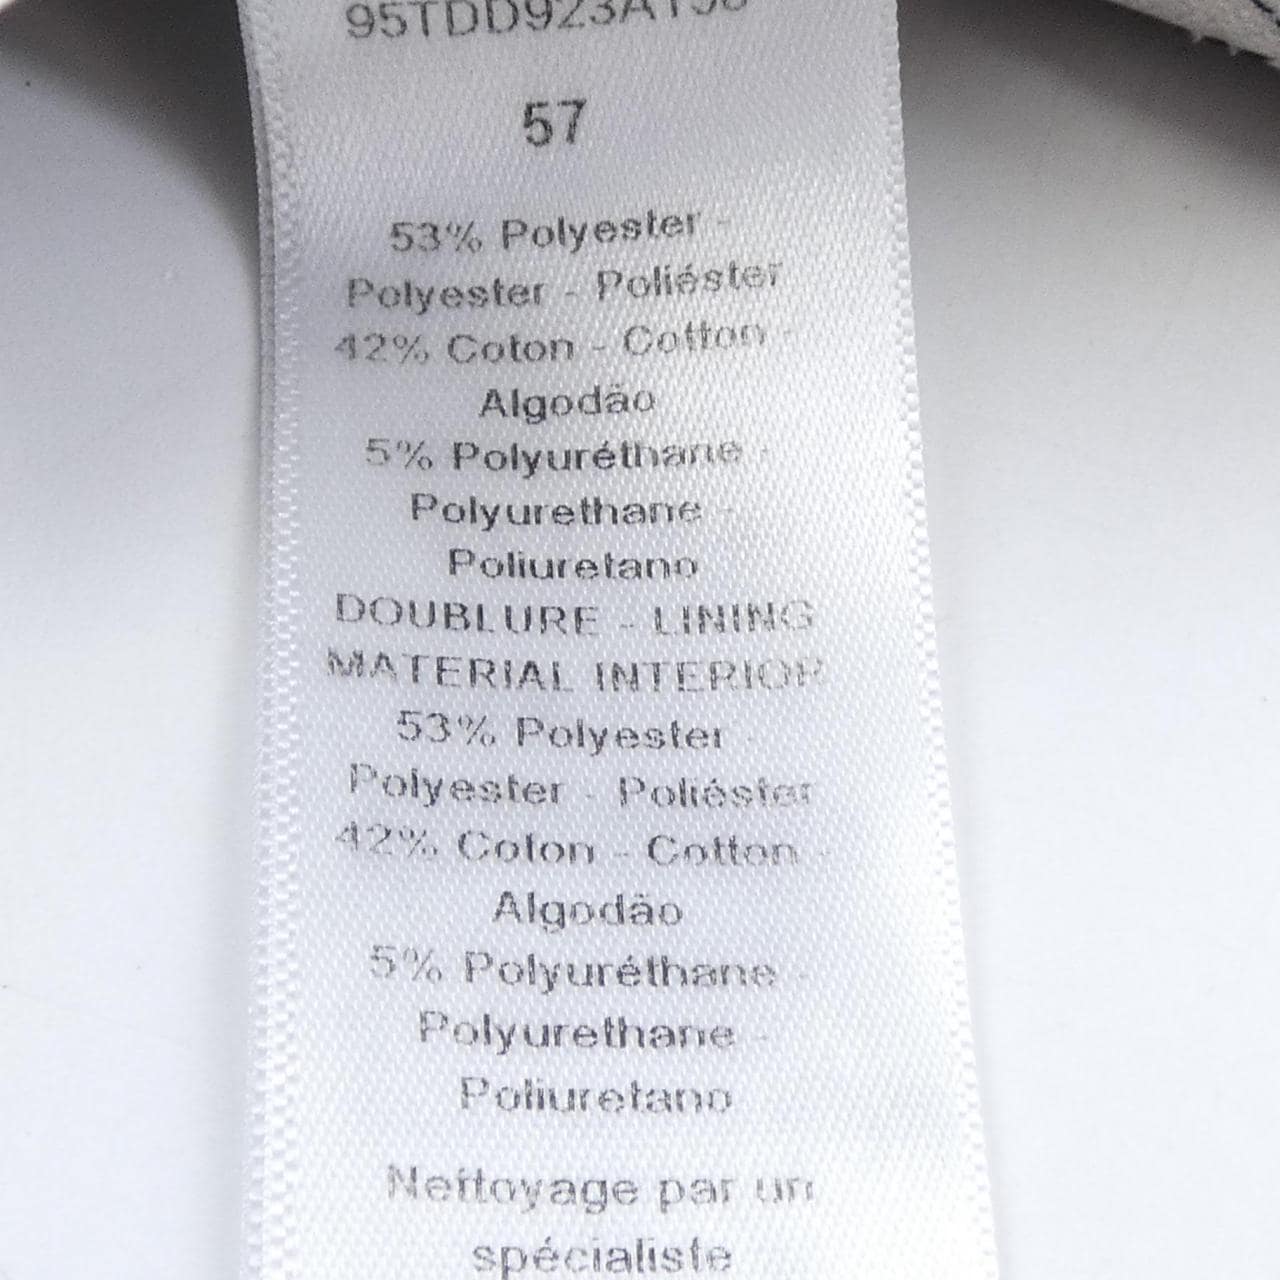 57
53% Polyester -
Polyester - Poliéster
42% Coton - Cotton -
Algodão
5% Polyuréthane -
Polyurethane -
Poliuretano
DOUBLURE - LINING
MATERIAL INTERIOR
53% Polyester -
Polyester - Poliéster
42% Coton - Cotton -
Algodão
5% Polyuréthane -
Polyurethane -
Poliuretano
Nettoyage par un
spécialiste